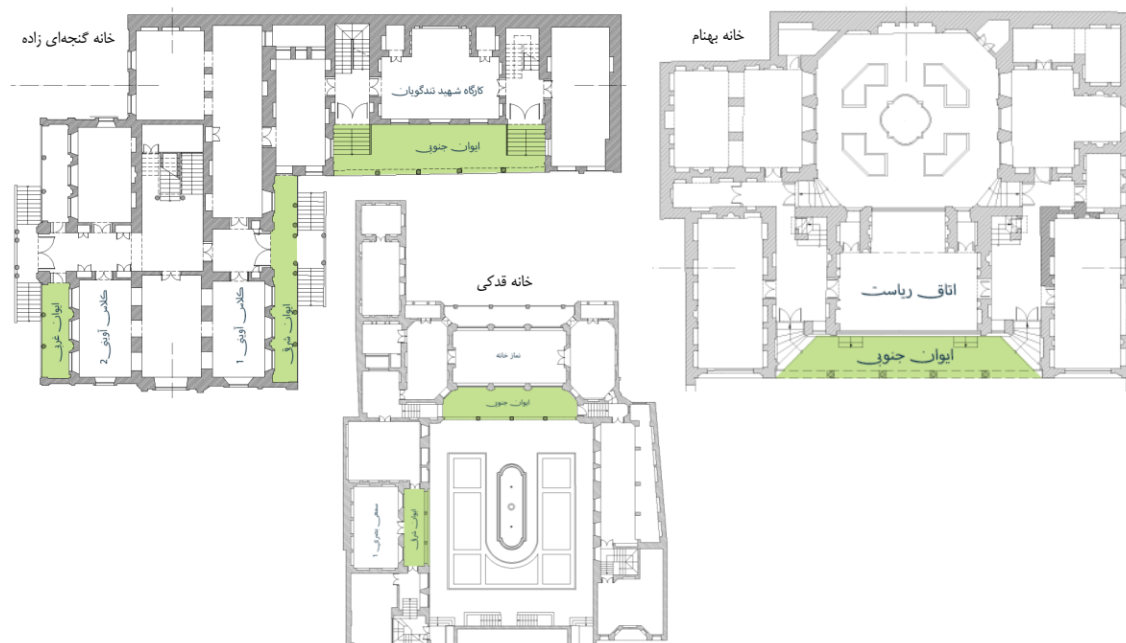 خانه گنجه‌ای زاده
کارگاه شهید تندگویان
ایوان جنوبی
ایوان شرقی
کلاس آوینی 1
کلاس آوینی 2
ایوان غربی
خانه بهنام
اتاق ریاست
ایوان جنوبی
خانه قدکی
نماز خانه
ایوان جنوبی
ایوان شرقی
1